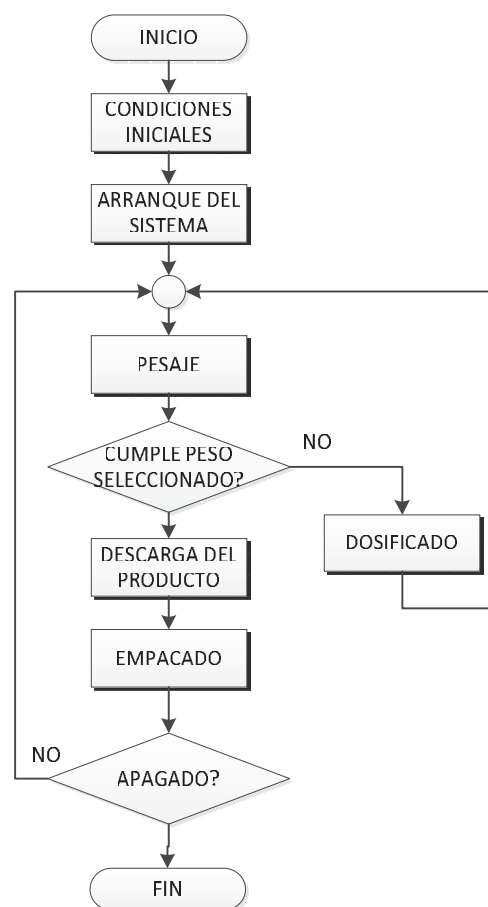 INICIO
CONDICIONES
INICIALES
ARRANQUE DEL
SISTEMA
PESAJE
CUMPLE PESO
SELECCIONADO?
NO
DOSIFICADO
DESCARGA DEL
PRODUCTO
EMPACADO
NO
APAGADO?
FIN